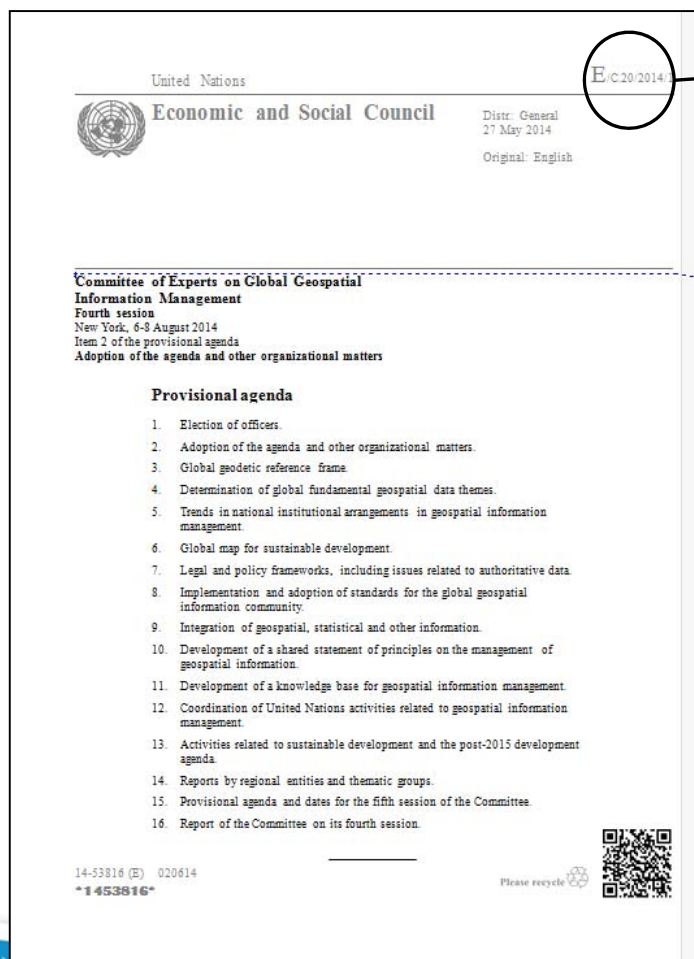 United Nations
E/C.20/2014/1
Economic and Social Council
Distr.: General
27 May 2014
Original: English
Committee of Experts on Global Geospatial
Information Management
Fourth session
New York, 6-8 August 2014
Item 2 of the provisional agenda
Adoption of the agenda and other organizational matters
Provisional agenda
1. Election of officers.
2. Adoption of the agenda and other organizational matters.
3. Global geodetic reference frame.
4. Determination of global fundamental geospatial data themes.
5. Trends in national institutional arrangements in geospatial information
management.
6. Global map for sustainable development.
7. Legal and policy frameworks, including issues related to authoritative data.
8. Implementation and adoption of standards for the global geospatial
information community.
9. Integration of geospatial, statistical and other information.
10. Development of a shared statement of principles on the management of
geospatial information.
11. Development of a knowledge base for geospatial information management.
12. Coordination of United Nations activities related to geospatial information
management.
13. Activities related to sustainable development and the post-2015 development
agenda.
14. Reports by regional entities and thematic groups.
15. Provisional agenda and dates for the fifth session of the Committee.
16. Report of the Committee on its fourth session.
14-53816 (E) 020614
*1453816*
Please recycle